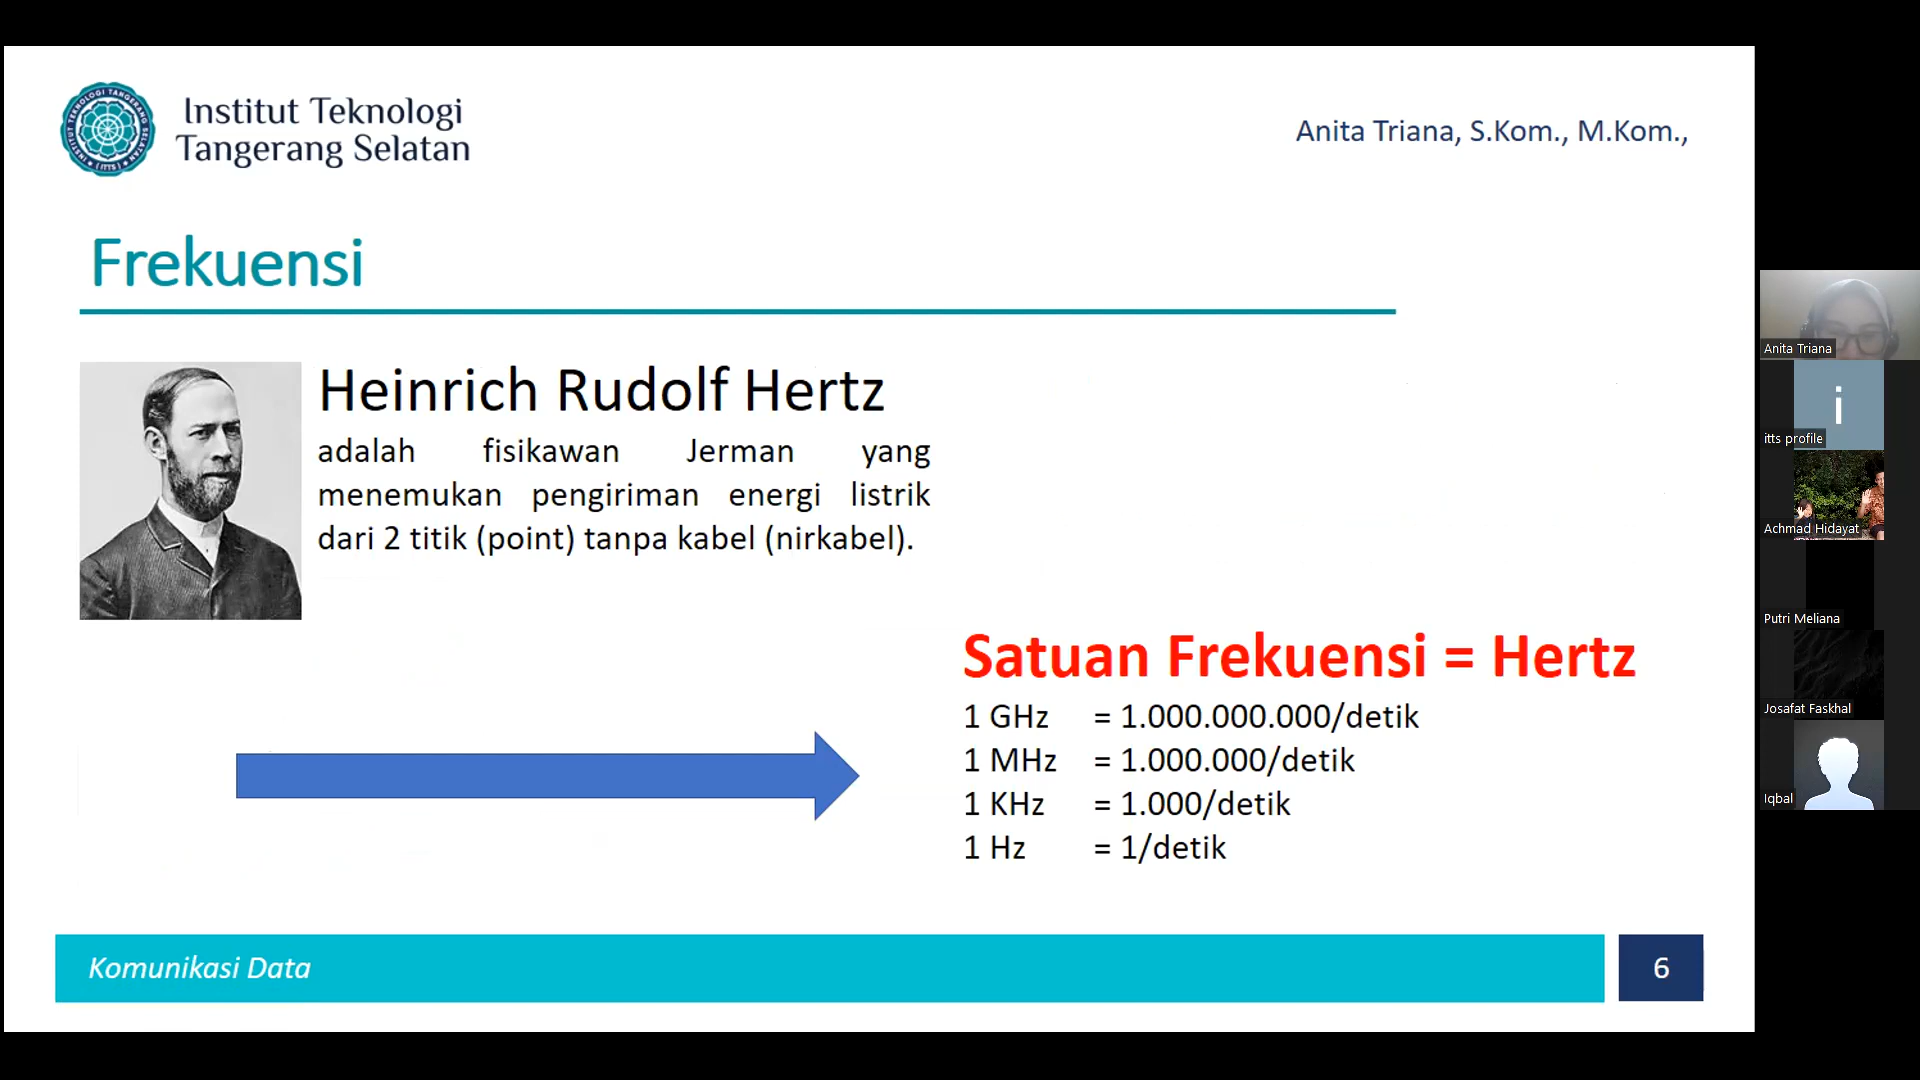 Institut Teknologi
Tangerang Selatan
Anita Triana, S.Kom., M.Kom.,
Frekuensi
Heinrich Rudolf Hertz
adalah fisikawan Jerman yang
menemukan pengiriman energi listrik
dari 2 titik (point) tanpa kabel (nirkabel).
Satuan Frekuensi = Hertz
1 GHz = 1.000.000.000/detik
1 MHz = 1.000.000/detik
1 KHz = 1.000/detik
1 Hz = 1/detik
Komunikasi Data
6
Anita Triana
i
itts profile
Achmad Hidayat
Putri Meliana
Josafat Faskhal
Iqbal